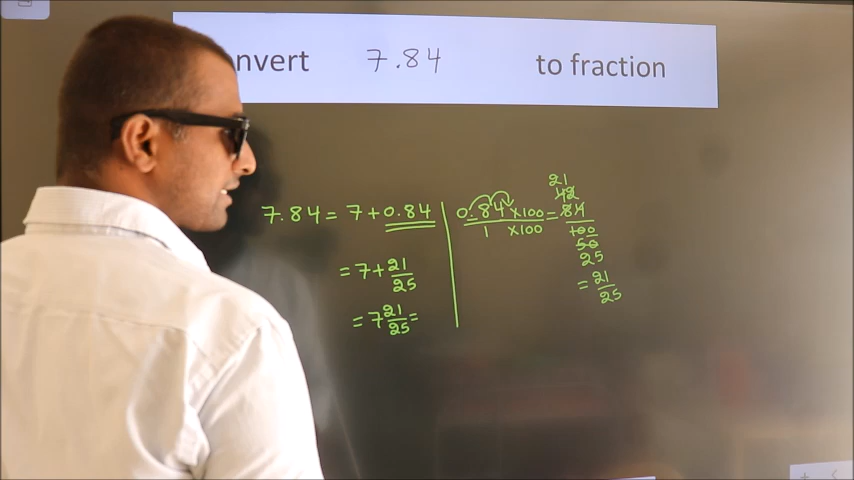 nvert 7.84 to fraction
7.84 = 7 + 0.84
= 7 + 21/25
= 7 21/25 =
0.84 × 100 / 1 × 100 = 84/100
21
42
50
25
= 21/25